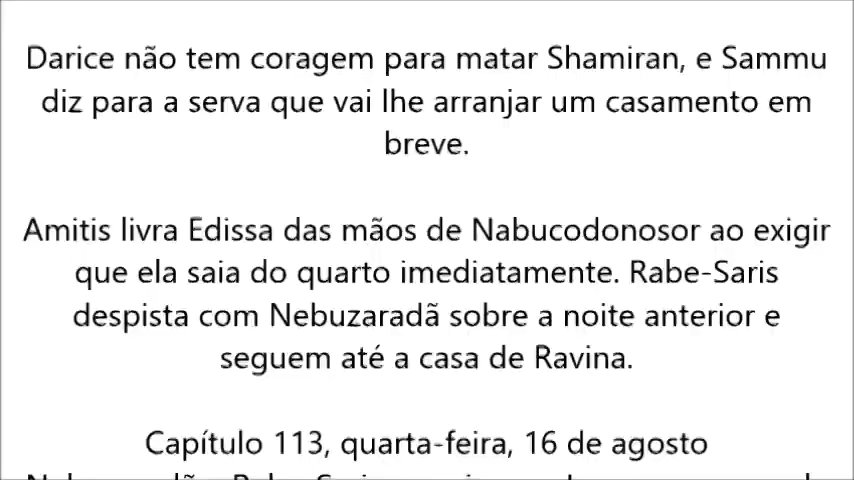 Darice não tem coragem para matar Shamiran, e Sammu
diz para a serva que vai lhe arranjar um casamento em
breve.
Amitis livra Edissa das mãos de Nabucodonosor ao exigir
que ela saia do quarto imediatamente. Rabe-Saris
despista com Nebuzaradã sobre a noite anterior e
seguem até a casa de Ravina.
Capítulo 113, quarta-feira, 16 de agosto